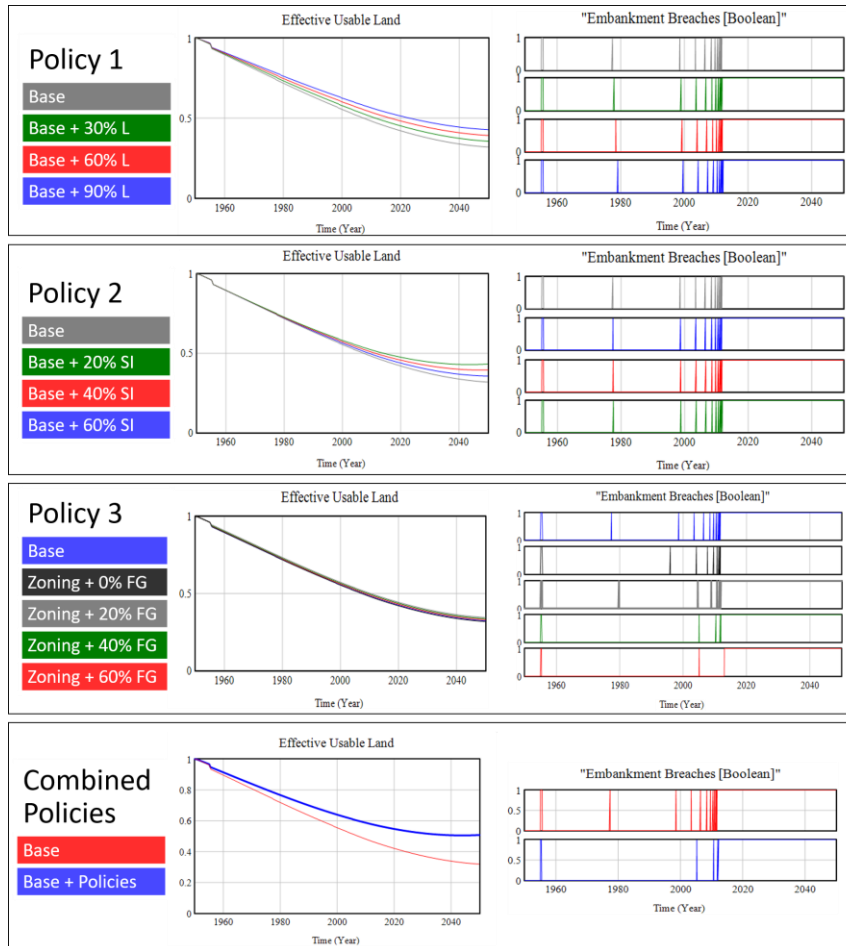 Effective Usable Land
"Embankment Breaches [Boolean]"
Policy 1
Base
Base + 30% L
Base + 60% L
Base + 90% L
1
0.5
0
1960
1980
2000
2020
2040
Time (Year)
1
0
1
0
1
0
1
0
1960
1980
2000
2020
2040
Time (Year)
Effective Usable Land
"Embankment Breaches [Boolean]"
Policy 2
Base
Base + 20% SI
Base + 40% SI
Base + 60% SI
1
0.5
0
1960
1980
2000
2020
2040
Time (Year)
1
0
1
0
1
0
1
0
1960
1980
2000
2020
2040
Time (Year)
Effective Usable Land
"Embankment Breaches [Boolean]"
Policy 3
Base
Zoning + 0% FG
Zoning + 20% FG
Zoning + 40% FG
Zoning + 60% FG
1
0.5
0
1960
1980
2000
2020
2040
Time (Year)
1
0
1
0
1
0
1
0
1
0
1960
1980
2000
2020
2040
Time (Year)
Effective Usable Land
"Embankment Breaches [Boolean]"
Combined
Policies
Base
Base + Policies
1
0.8
0.6
0.4
0.2
0
1960
1980
2000
2020
2040
Time (Year)
1
0.5
0
1
0.5
0
1960
1980
2000
2020
2040
Time (Year)